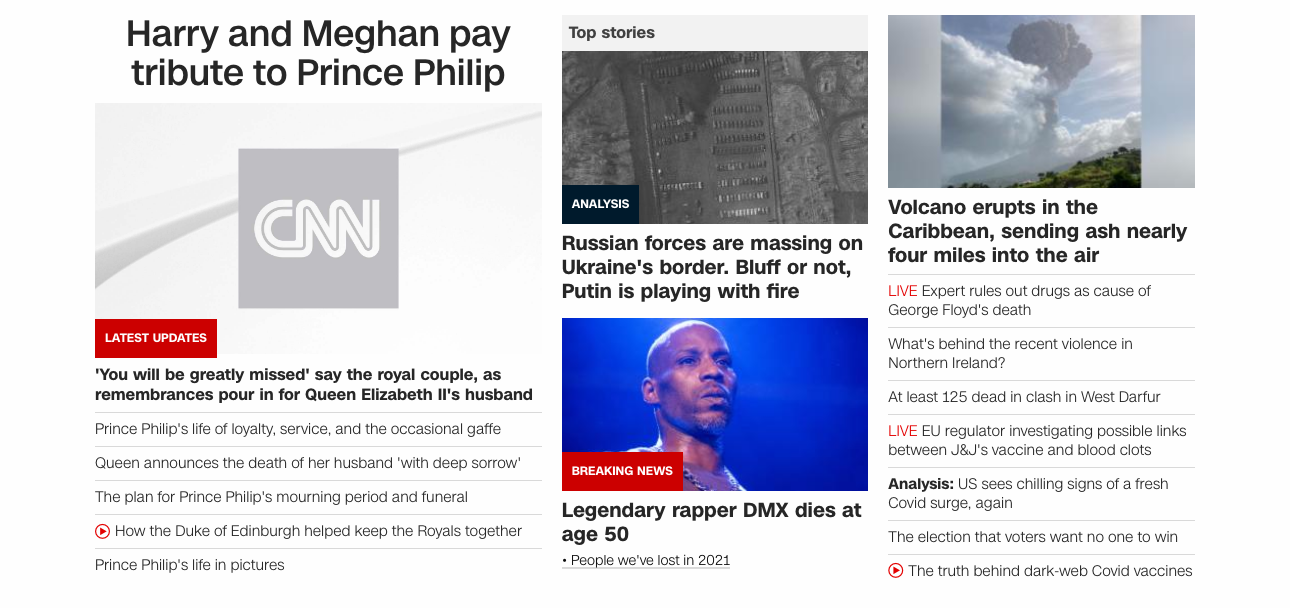 Harry and Meghan pay
tribute to Prince Philip
CNN
LATEST UPDATES
'You will be greatly missed' say the royal couple, as
remembrances pour in for Queen Elizabeth II's husband
Prince Philip's life of loyalty, service, and the occasional gaffe
Queen announces the death of her husband 'with deep sorrow'
The plan for Prince Philip's mourning period and funeral
How the Duke of Edinburgh helped keep the Royals together
Prince Philip's life in pictures
Top stories
ANALYSIS
Russian forces are massing on
Ukraine's border. Bluff or not,
Putin is playing with fire
BREAKING NEWS
Legendary rapper DMX dies at
age 50
• People we've lost in 2021
Volcano erupts in the
Caribbean, sending ash nearly
four miles into the air
LIVE Expert rules out drugs as cause of
George Floyd's death
What's behind the recent violence in
Northern Ireland?
At least 125 dead in clash in West Darfur
LIVE EU regulator investigating possible links
between J&J's vaccine and blood clots
Analysis: US sees chilling signs of a fresh
Covid surge, again
The election that voters want no one to win
The truth behind dark-web Covid vaccines